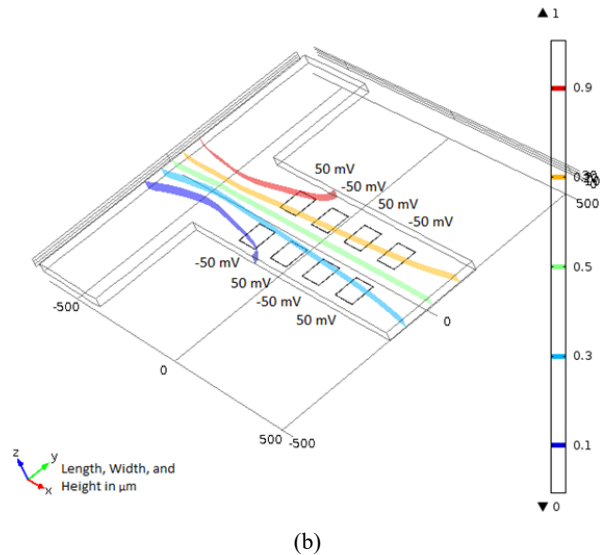 ▲ 1
0.9
0.5
0.3
0.1
▼ 0
500
50 mV
-50 mV
50 mV
-50 mV
-50 mV
50 mV
-50 mV
50 mV
-500
0
0
500
-500
z
y
x
Length, Width, and
Height in μm
(b)